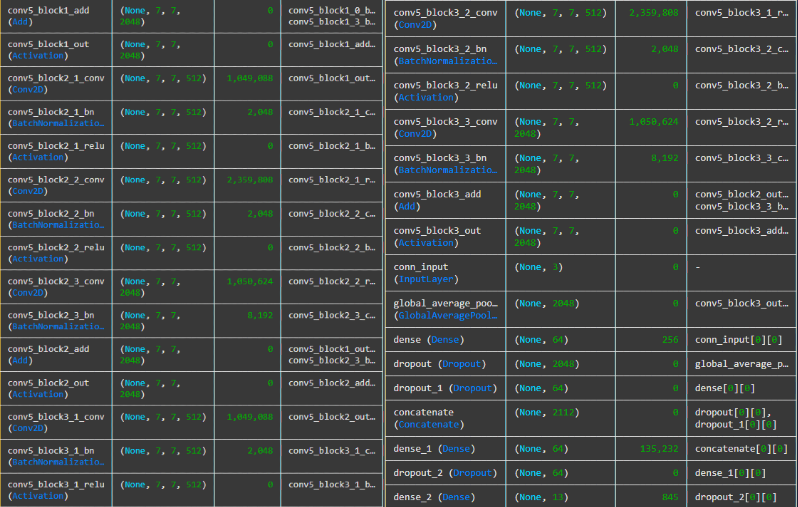 conv5_block1_add (None, 7, 7, 0 conv5_block1_0_b…
(Add) 2048) conv5_block1_3_b…
conv5_block1_out (None, 7, 7, 0 conv5_block1_add…
(Activation) 2048)
conv5_block2_1_conv (None, 7, 7, 512) 1,049,088 conv5_block1_out…
(Conv2D)
conv5_block2_1_bn (None, 7, 7, 512) 2,048 conv5_block2_1_c…
(BatchNormalizatio…
conv5_block2_1_relu (None, 7, 7, 512) 0 conv5_block2_1_b…
(Activation)
conv5_block2_2_conv (None, 7, 7, 512) 2,359,808 conv5_block2_1_r…
(Conv2D)
conv5_block2_2_bn (None, 7, 7, 512) 2,048 conv5_block2_2_c…
(BatchNormalizatio…
conv5_block2_2_relu (None, 7, 7, 512) 0 conv5_block2_2_b…
(Activation)
conv5_block2_3_conv (None, 7, 7, 1,050,624 conv5_block2_2_r…
(Conv2D) 2048)
conv5_block2_3_bn (None, 7, 7, 8,192 conv5_block2_3_c…
(BatchNormalizatio… 2048)
conv5_block2_add (None, 7, 7, 0 conv5_block1_out…
(Add) 2048) conv5_block2_3_b…
conv5_block2_out (None, 7, 7, 0 conv5_block2_add…
(Activation) 2048)
conv5_block3_1_conv (None, 7, 7, 512) 1,049,088 conv5_block2_out…
(Conv2D)
conv5_block3_1_bn (None, 7, 7, 512) 2,048 conv5_block3_1_c…
(BatchNormalizatio…
conv5_block3_1_relu (None, 7, 7, 512) 0 conv5_block3_1_b…
(Activation)
conv5_block3_2_conv (None, 7, 7, 512) 2,359,808 conv5_block3_1_r…
(Conv2D)
conv5_block3_2_bn (None, 7, 7, 512) 2,048 conv5_block3_2_c…
(BatchNormalizatio…
conv5_block3_2_relu (None, 7, 7, 512) 0 conv5_block3_2_b…
(Activation)
conv5_block3_3_conv (None, 7, 7, 1,050,624 conv5_block3_2_r…
(Conv2D) 2048)
conv5_block3_3_bn (None, 7, 7, 8,192 conv5_block3_3_c…
(BatchNormalizatio… 2048)
conv5_block3_add (None, 7, 7, 0 conv5_block2_out…
(Add) 2048) conv5_block3_3_b…
conv5_block3_out (None, 7, 7, 0 conv5_block3_add…
(Activation) 2048)
conn_input (None, 3) 0 -
(InputLayer)
global_average_poo… (None, 2048) 0 conv5_block3_out…
(GlobalAveragePool…
dense (Dense) (None, 64) 256 conn_input[0][0]
dropout (Dropout) (None, 2048) 0 global_average_p…
dropout_1 (Dropout) (None, 64) 0 dense[0][0]
concatenate (None, 2112) 0 dropout[0][0],
(Concatenate) dropout_1[0][0]
dense_1 (Dense) (None, 64) 135,232 concatenate[0][0]
dropout_2 (Dropout) (None, 64) 0 dense_1[0][0]
dense_2 (Dense) (None, 13) 845 dropout_2[0][0]